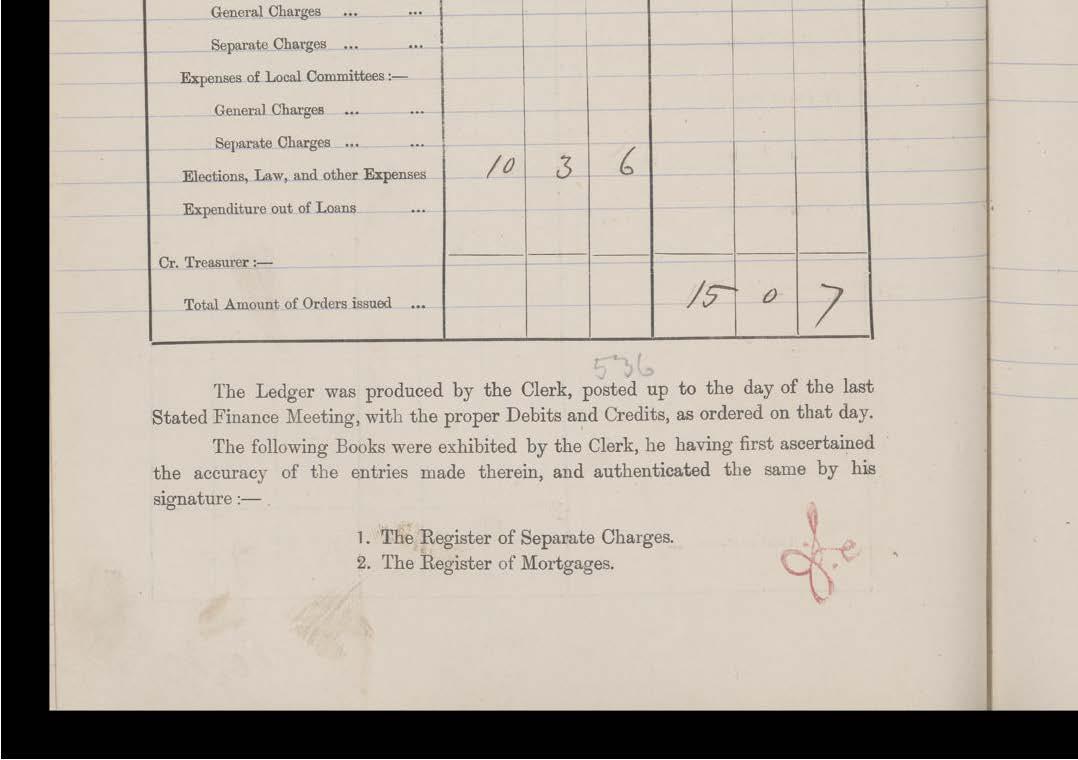 General Charges ... ...
Separate Charges ... ...
Expenses of Local Committees :—
General Charges ... ...
Separate Charges ... ...
Elections, Law, and other Expenses 10 3 6
Expenditure out of Loans ...
Cr. Treasurer :—
Total Amount of Orders issued ... 15 0 7
536
The Ledger was produced by the Clerk, posted up to the day of the last
Stated Finance Meeting, with the proper Debits and Credits, as ordered on that day.
The following Books were exhibited by the Clerk, he having first ascertained
the accuracy of the entries made therein, and authenticated the same by his
signature :—
1. The Register of Separate Charges.
2. The Register of Mortgages.